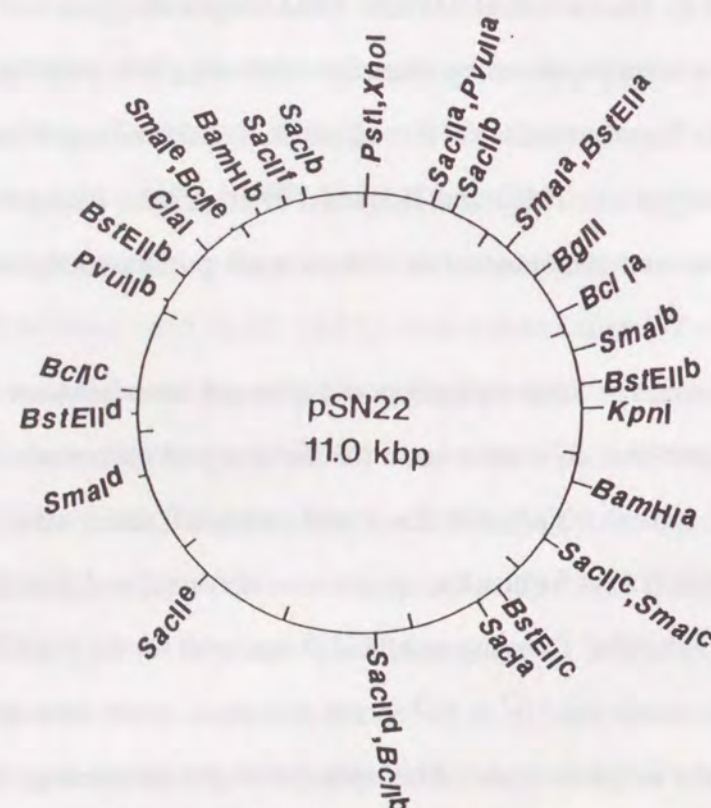 PstI, XhoI
SacIIa, PvuIIa
SacIIb
SmaIa, BstEIIa
BglII
BclIa
SmaIb
BstEIIb
KpnI
BamHIa
SacIIc, SmaIc
BstEIIc
SacIa
SacIId, BclIb
SacIIe
SmaId
BstEIId
BclIc
PvuIIb
BstEIIb
SmaIe, BclIe
BamHIb
SacIIf
SacIb
pSN22
11.0 kbp